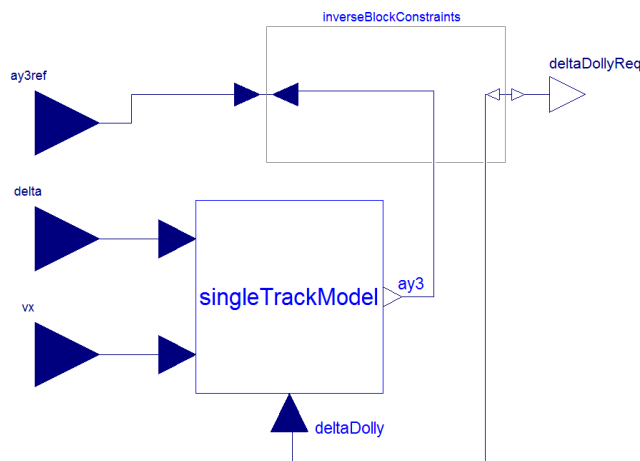 inverseBlockConstraints
deltaDollyReq
ay3ref
delta
singleTrackModel
ay3
vx
deltaDolly